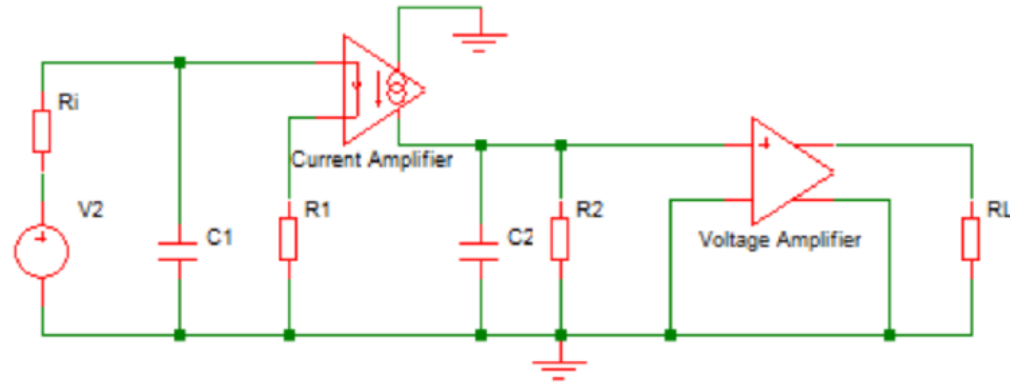 Ri
Current Amplifier
V2
R1
R2
RL
C1
C2
Voltage Amplifier